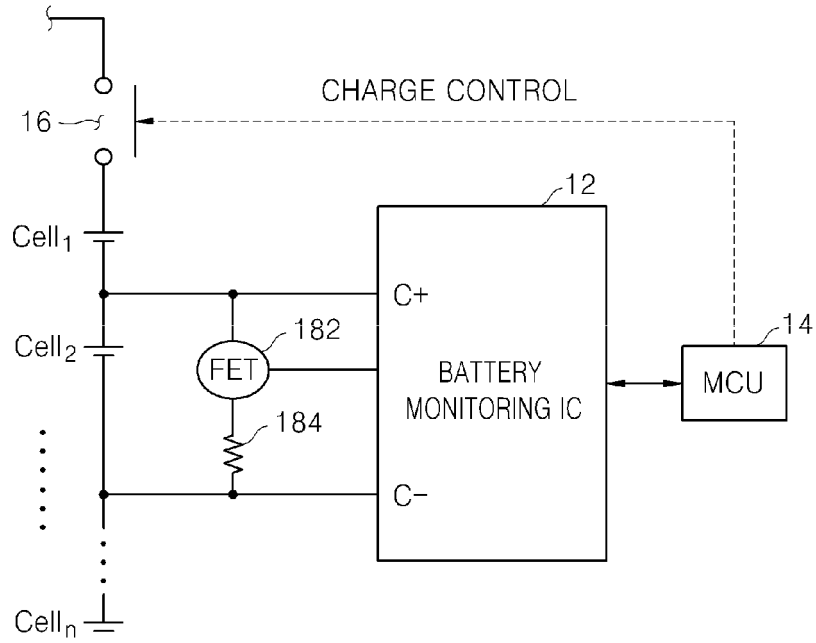 CHARGE CONTROL
16
12
Cell1
C+
14
182
Cell2
FET
BATTERY
MONITORING IC
MCU
184
C−
Celln